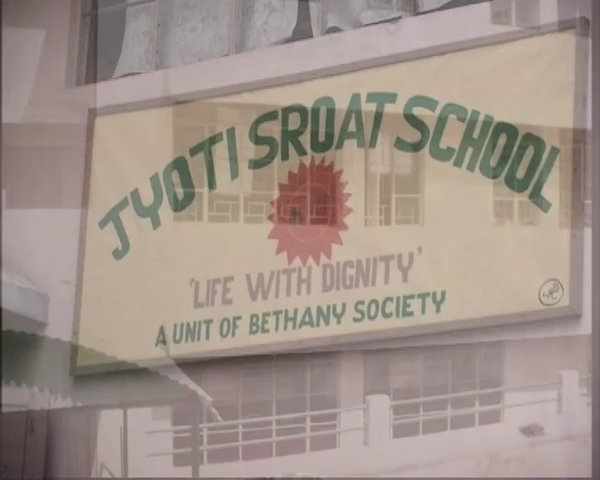 JYOTI SROAT SCHOOL
'LIFE WITH DIGNITY'
A UNIT OF BETHANY SOCIETY